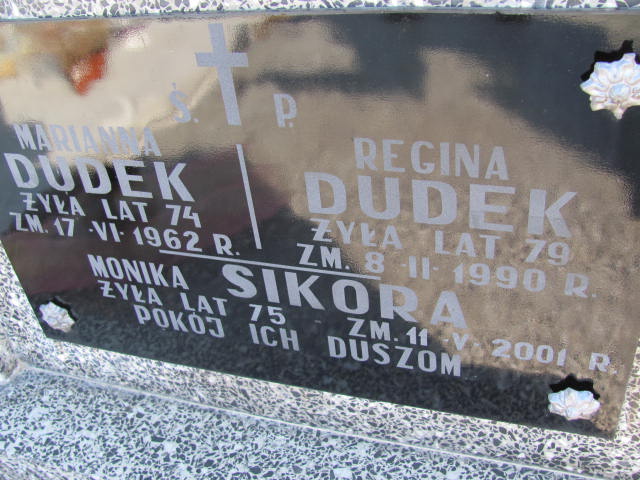 Ś. P.
MARIANNA
DUDEK
ŻYŁA LAT 74
ZM. 17 ·VI· 1962 R.
REGINA
DUDEK
ŻYŁA LAT 79
ZM. 8 ·II· 1990 R.
MONIKA SIKORA
ŻYŁA LAT 75 - ZM. 11 ·V· 2001 R.
POKÓJ ICH DUSZOM